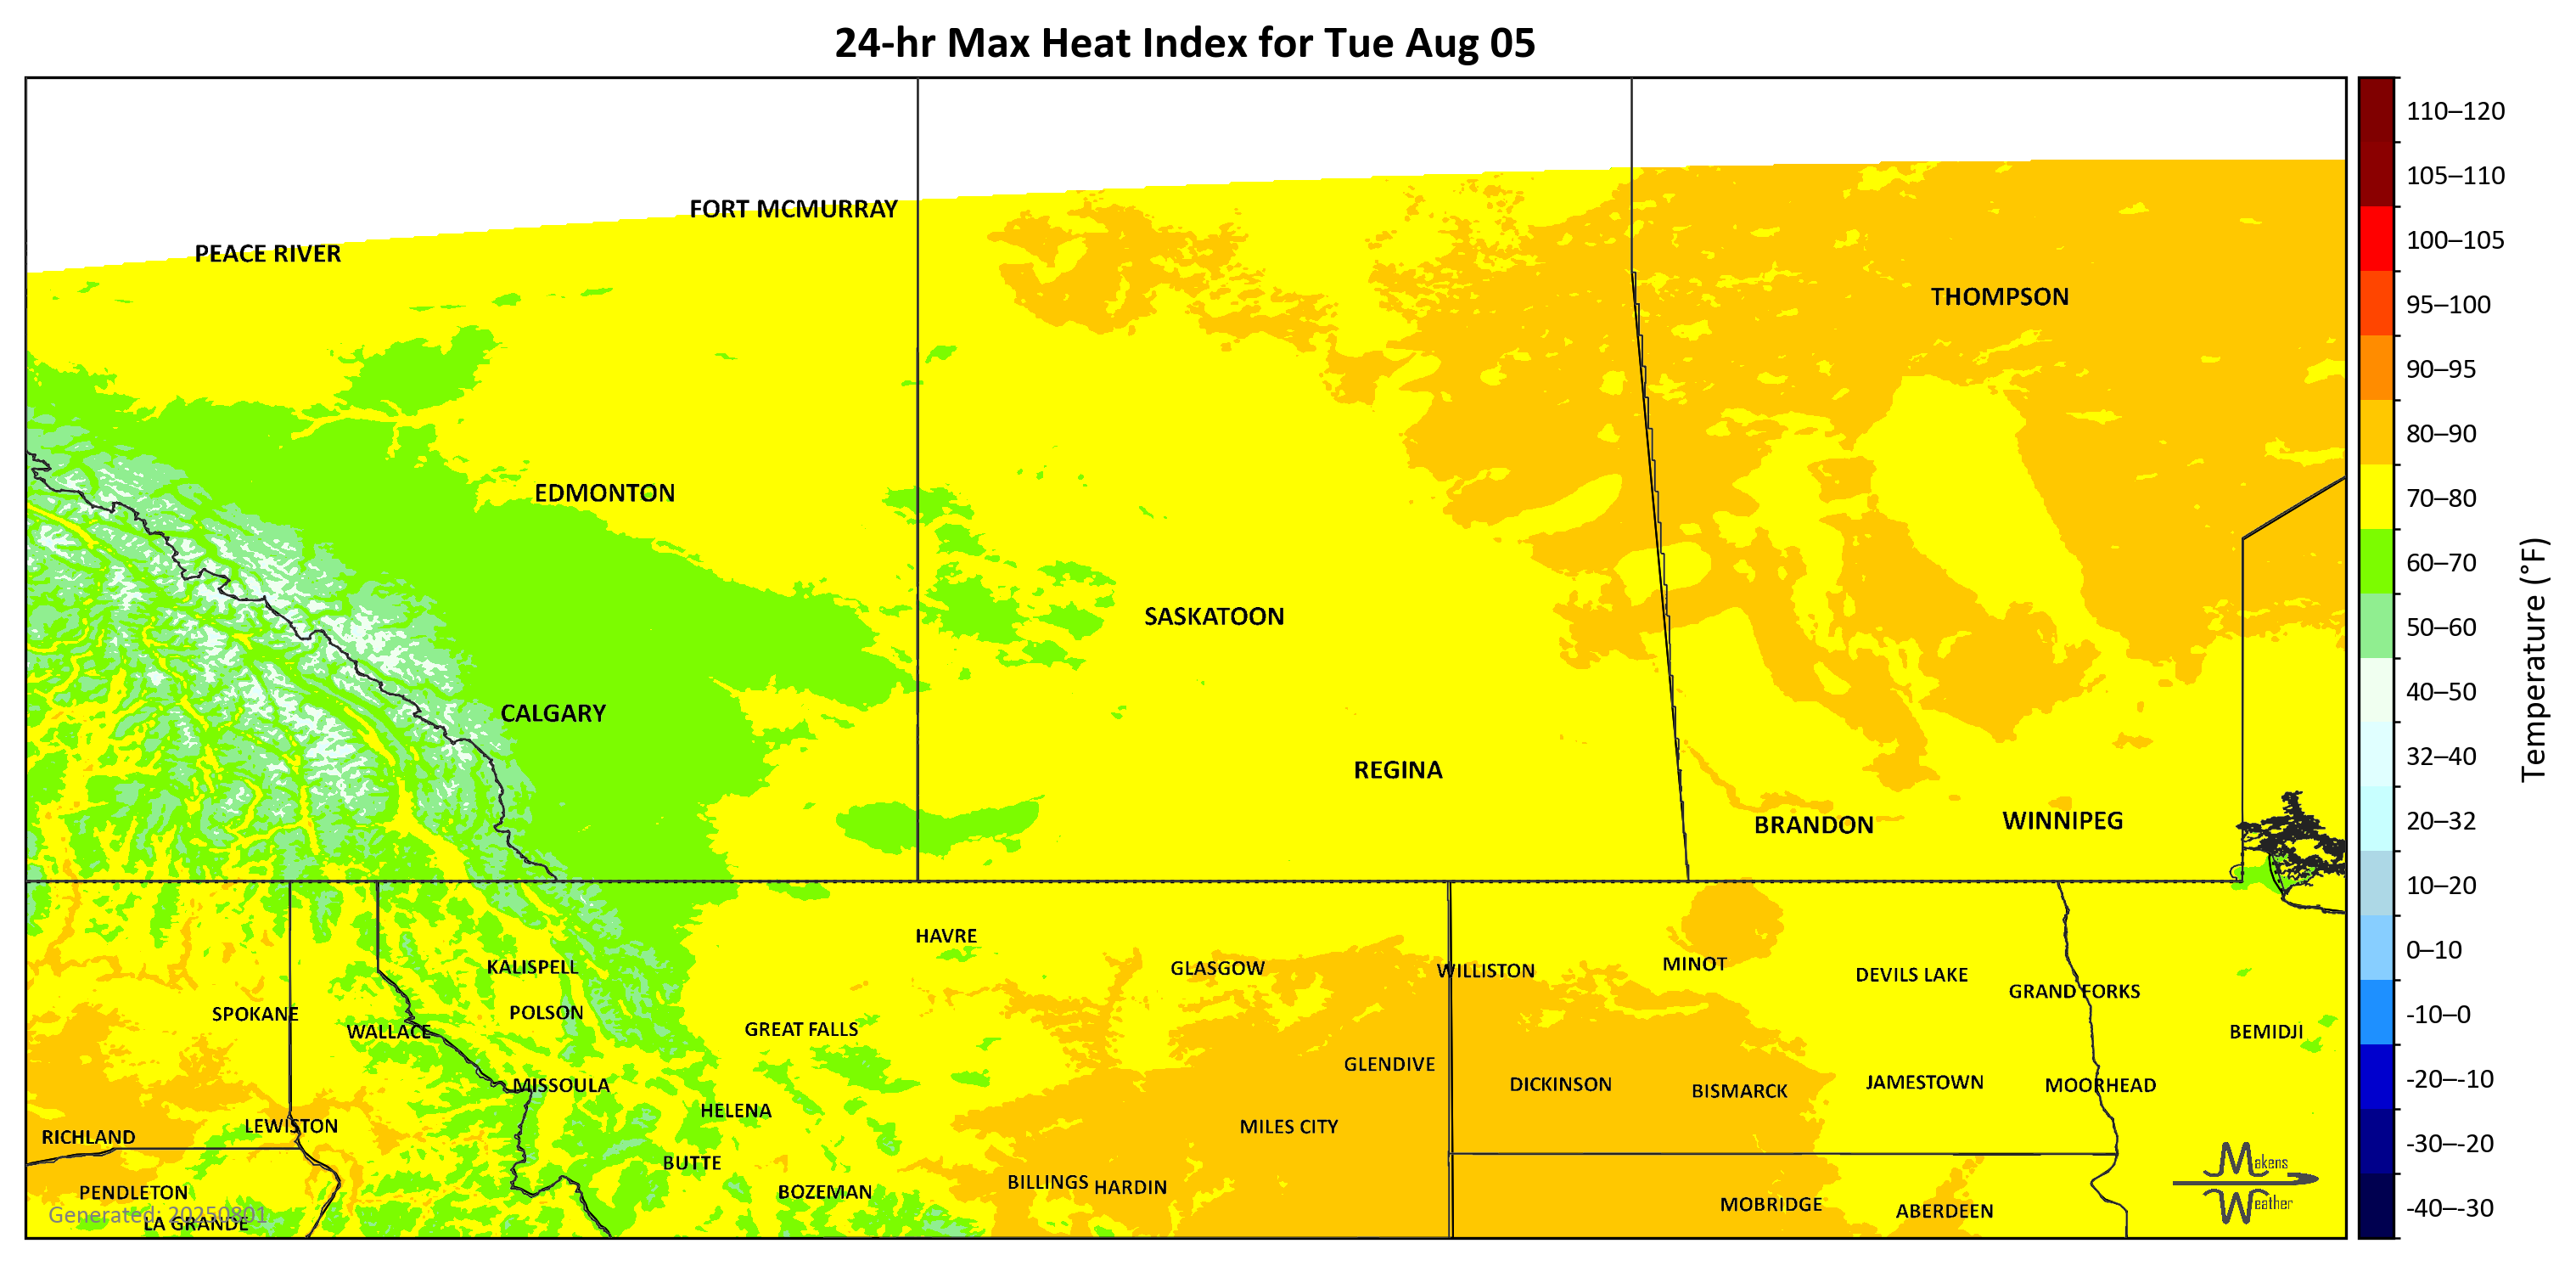 24-hr Max Heat Index for Tue Aug 05
110–120
105–110
FORT MCMURRAY
100–105
PEACE RIVER
THOMPSON
95–100
90–95
80–90
EDMONTON
70–80
60–70
SASKATOON
50–60
Temperature (°F)
40–50
CALGARY
32–40
REGINA
20–32
BRANDON
WINNIPEG
10–20
HAVRE
0–10
KALISPELL
GLASGOW
WILLISTON
MINOT
DEVILS LAKE
GRAND FORKS
SPOKANE
POLSON
-10–0
WALLACE
GREAT FALLS
BEMIDJI
GLENDIVE
-20–-10
MISSOULA
DICKINSON
BISMARCK
JAMESTOWN
MOORHEAD
HELENA
LEWISTON
MILES CITY
RICHLAND
-30–-20
BUTTE
Makens
BILLINGS
HARDIN
PENDLETON
BOZEMAN
Weather
MOBRIDGE
ABERDEEN
-40–-30
Generated: 20250801
LA GRANDE